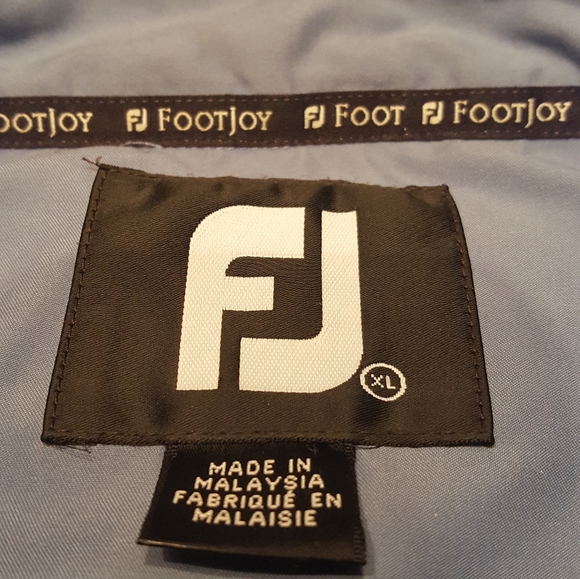 OOTJOY FJ FOOTJOY FJ FOOT FJ FOOTJOY
FJ
XL
MADE IN
MALAYSIA
FABRIQUÉ EN
MALAISIE